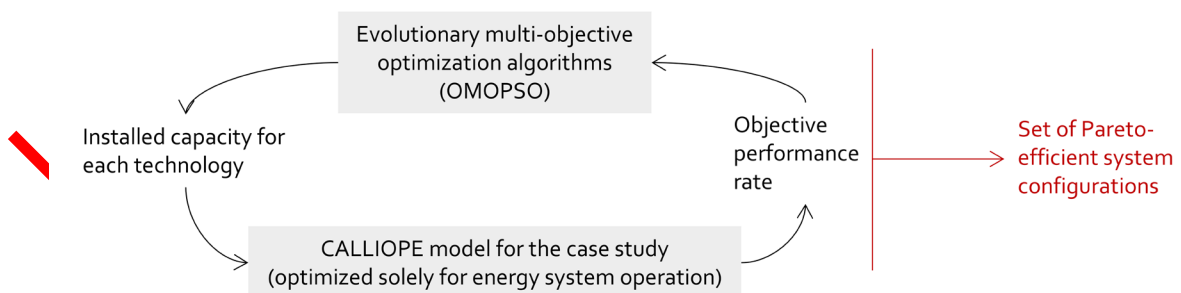 Evolutionary multi-objective
optimization algorithms
(OMOPSO)
Installed capacity for
each technology
Objective
performance
rate
Set of Pareto-
efficient system
configurations
CALLIOPE model for the case study
(optimized solely for energy system operation)